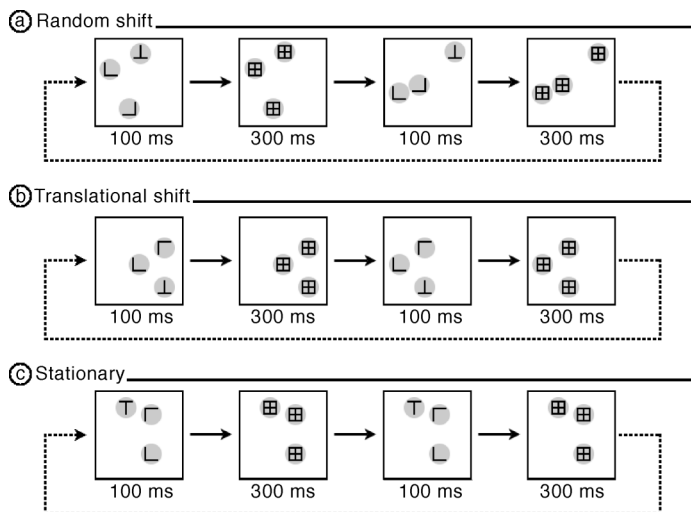 a Random shift
100 ms 300 ms 100 ms 300 ms
b Translational shift
100 ms 300 ms 100 ms 300 ms
c Stationary
100 ms 300 ms 100 ms 300 ms